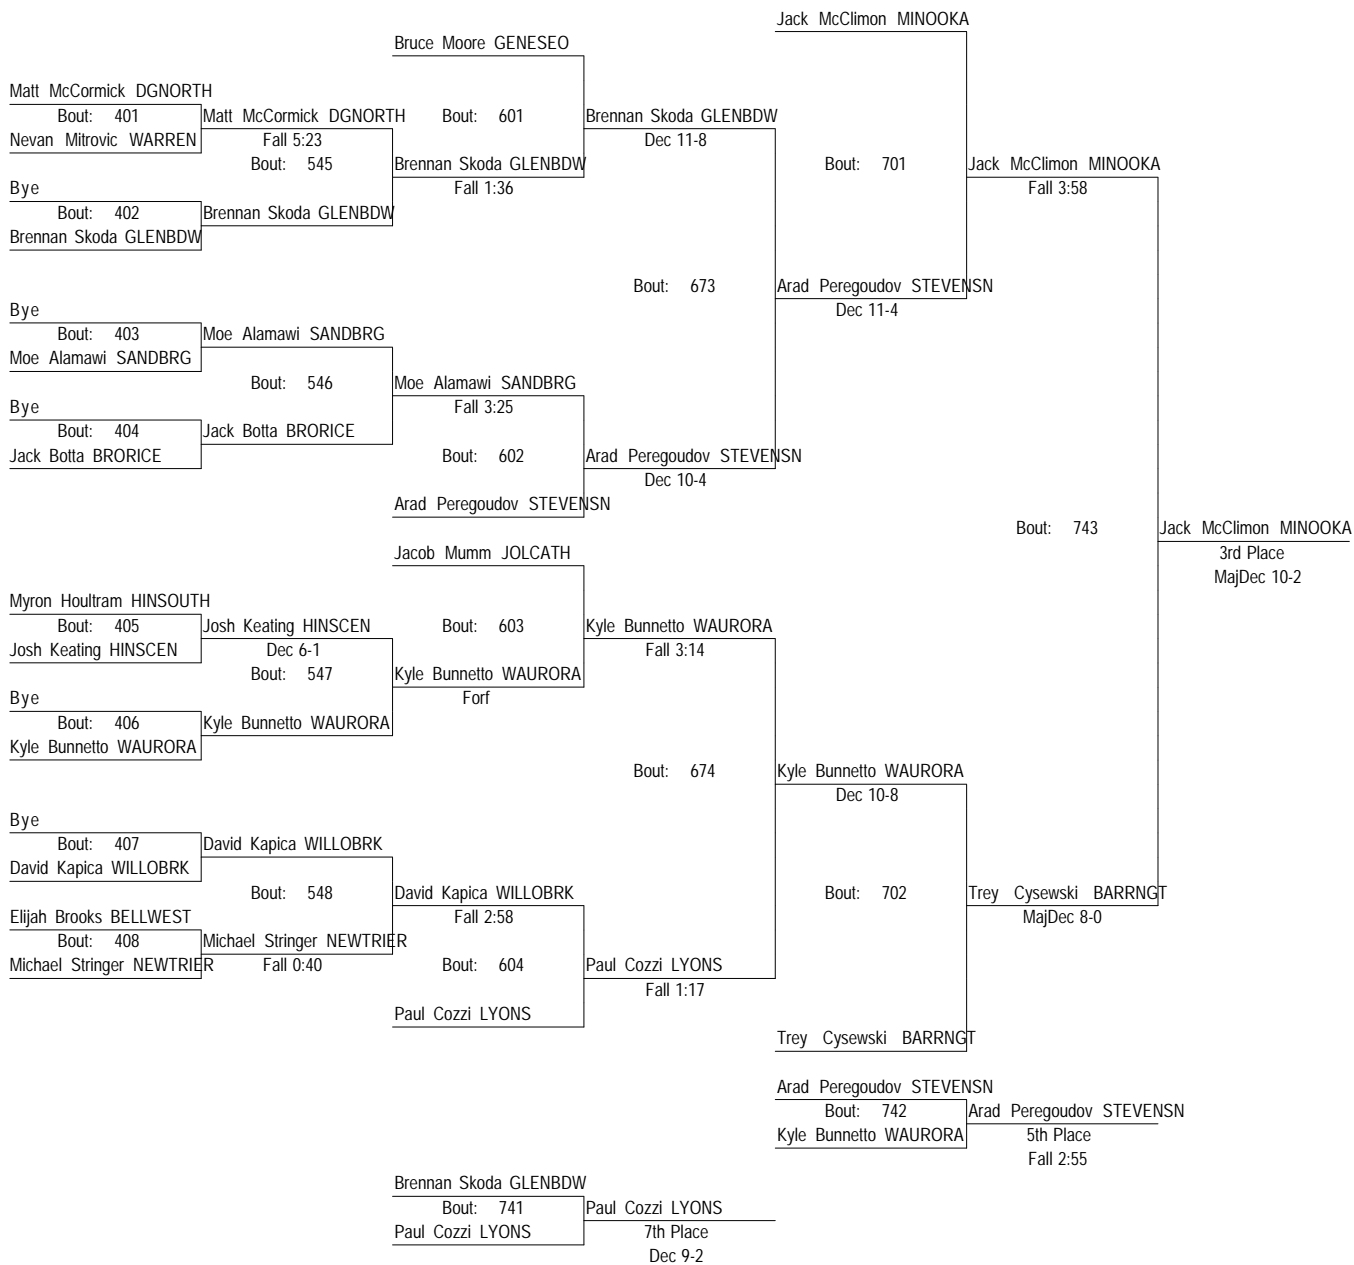 Jack McClimon MINOOKA
Bruce Moore GENESEO
Matt McCormick DGNORTH
Bout: 401
Matt McCormick DGNORTH
Bout: 601
Brennan Skoda GLENBDW
Nevan Mitrovic WARREN
Fall 5:23
Dec 11-8
Bout: 545
Brennan Skoda GLENBDW
Bout: 701
Jack McClimon MINOOKA
Bye
Fall 1:36
Fall 3:58
Bout: 402
Brennan Skoda GLENBDW
Brennan Skoda GLENBDW
Bout: 673
Arad Peregoudov STEVENSN
Bye
Dec 11-4
Bout: 403
Moe Alamawi SANDBRG
Moe Alamawi SANDBRG
Bout: 546
Moe Alamawi SANDBRG
Bye
Fall 3:25
Bout: 404
Jack Botta BRORICE
Jack Botta BRORICE
Bout: 602
Arad Peregoudov STEVENSN
Dec 10-4
Arad Peregoudov STEVENSN
Bout: 743
Jack McClimon MINOOKA
Jacob Mumm JOLCATH
3rd Place
MajDec 10-2
Myron Houltram HINSOUTH
Bout: 405
Josh Keating HINSCEN
Bout: 603
Kyle Bunnetto WAURORA
Josh Keating HINSCEN
Dec 6-1
Fall 3:14
Bout: 547
Kyle Bunnetto WAURORA
Bye
Forf
Bout: 406
Kyle Bunnetto WAURORA
Kyle Bunnetto WAURORA
Bout: 674
Kyle Bunnetto WAURORA
Dec 10-8
Bye
Bout: 407
David Kapica WILLOBRK
David Kapica WILLOBRK
Bout: 548
David Kapica WILLOBRK
Bout: 702
Trey Cysewski BARRNGT
Elijah Brooks BELLWEST
Fall 2:58
MajDec 8-0
Bout: 408
Michael Stringer NEWTRIER
Michael Stringer NEWTRIER
Fall 0:40
Bout: 604
Paul Cozzi LYONS
Fall 1:17
Paul Cozzi LYONS
Trey Cysewski BARRNGT
Arad Peregoudov STEVENSN
Bout: 742
Arad Peregoudov STEVENSN
Kyle Bunnetto WAURORA
5th Place
Fall 2:55
Brennan Skoda GLENBDW
Bout: 741
Paul Cozzi LYONS
Paul Cozzi LYONS
7th Place
Dec 9-2